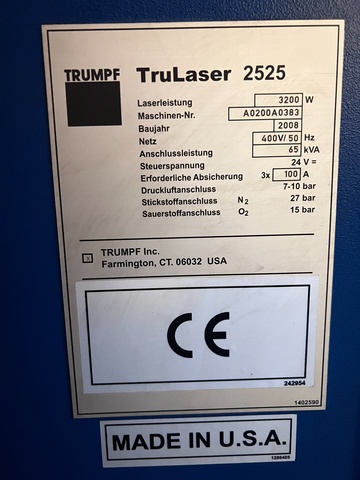 TRUMPF TruLaser 2525
Laserleistung 3200 W
Maschinen-Nr. A0200A0383
Baujahr 2008
Netz 400V/50 Hz
Anschlussleistung 65 kVA
Steuerspannung 24 V =
Erforderliche Absicherung 3x 100 A
Druckluftanschluss 7-10 bar
Stickstoffanschluss N2 27 bar
Sauerstoffanschluss O2 15 bar
x TRUMPF Inc.
Farmington, CT. 06032 USA
CE
242954
1402590
MADE IN U.S.A.
1286405